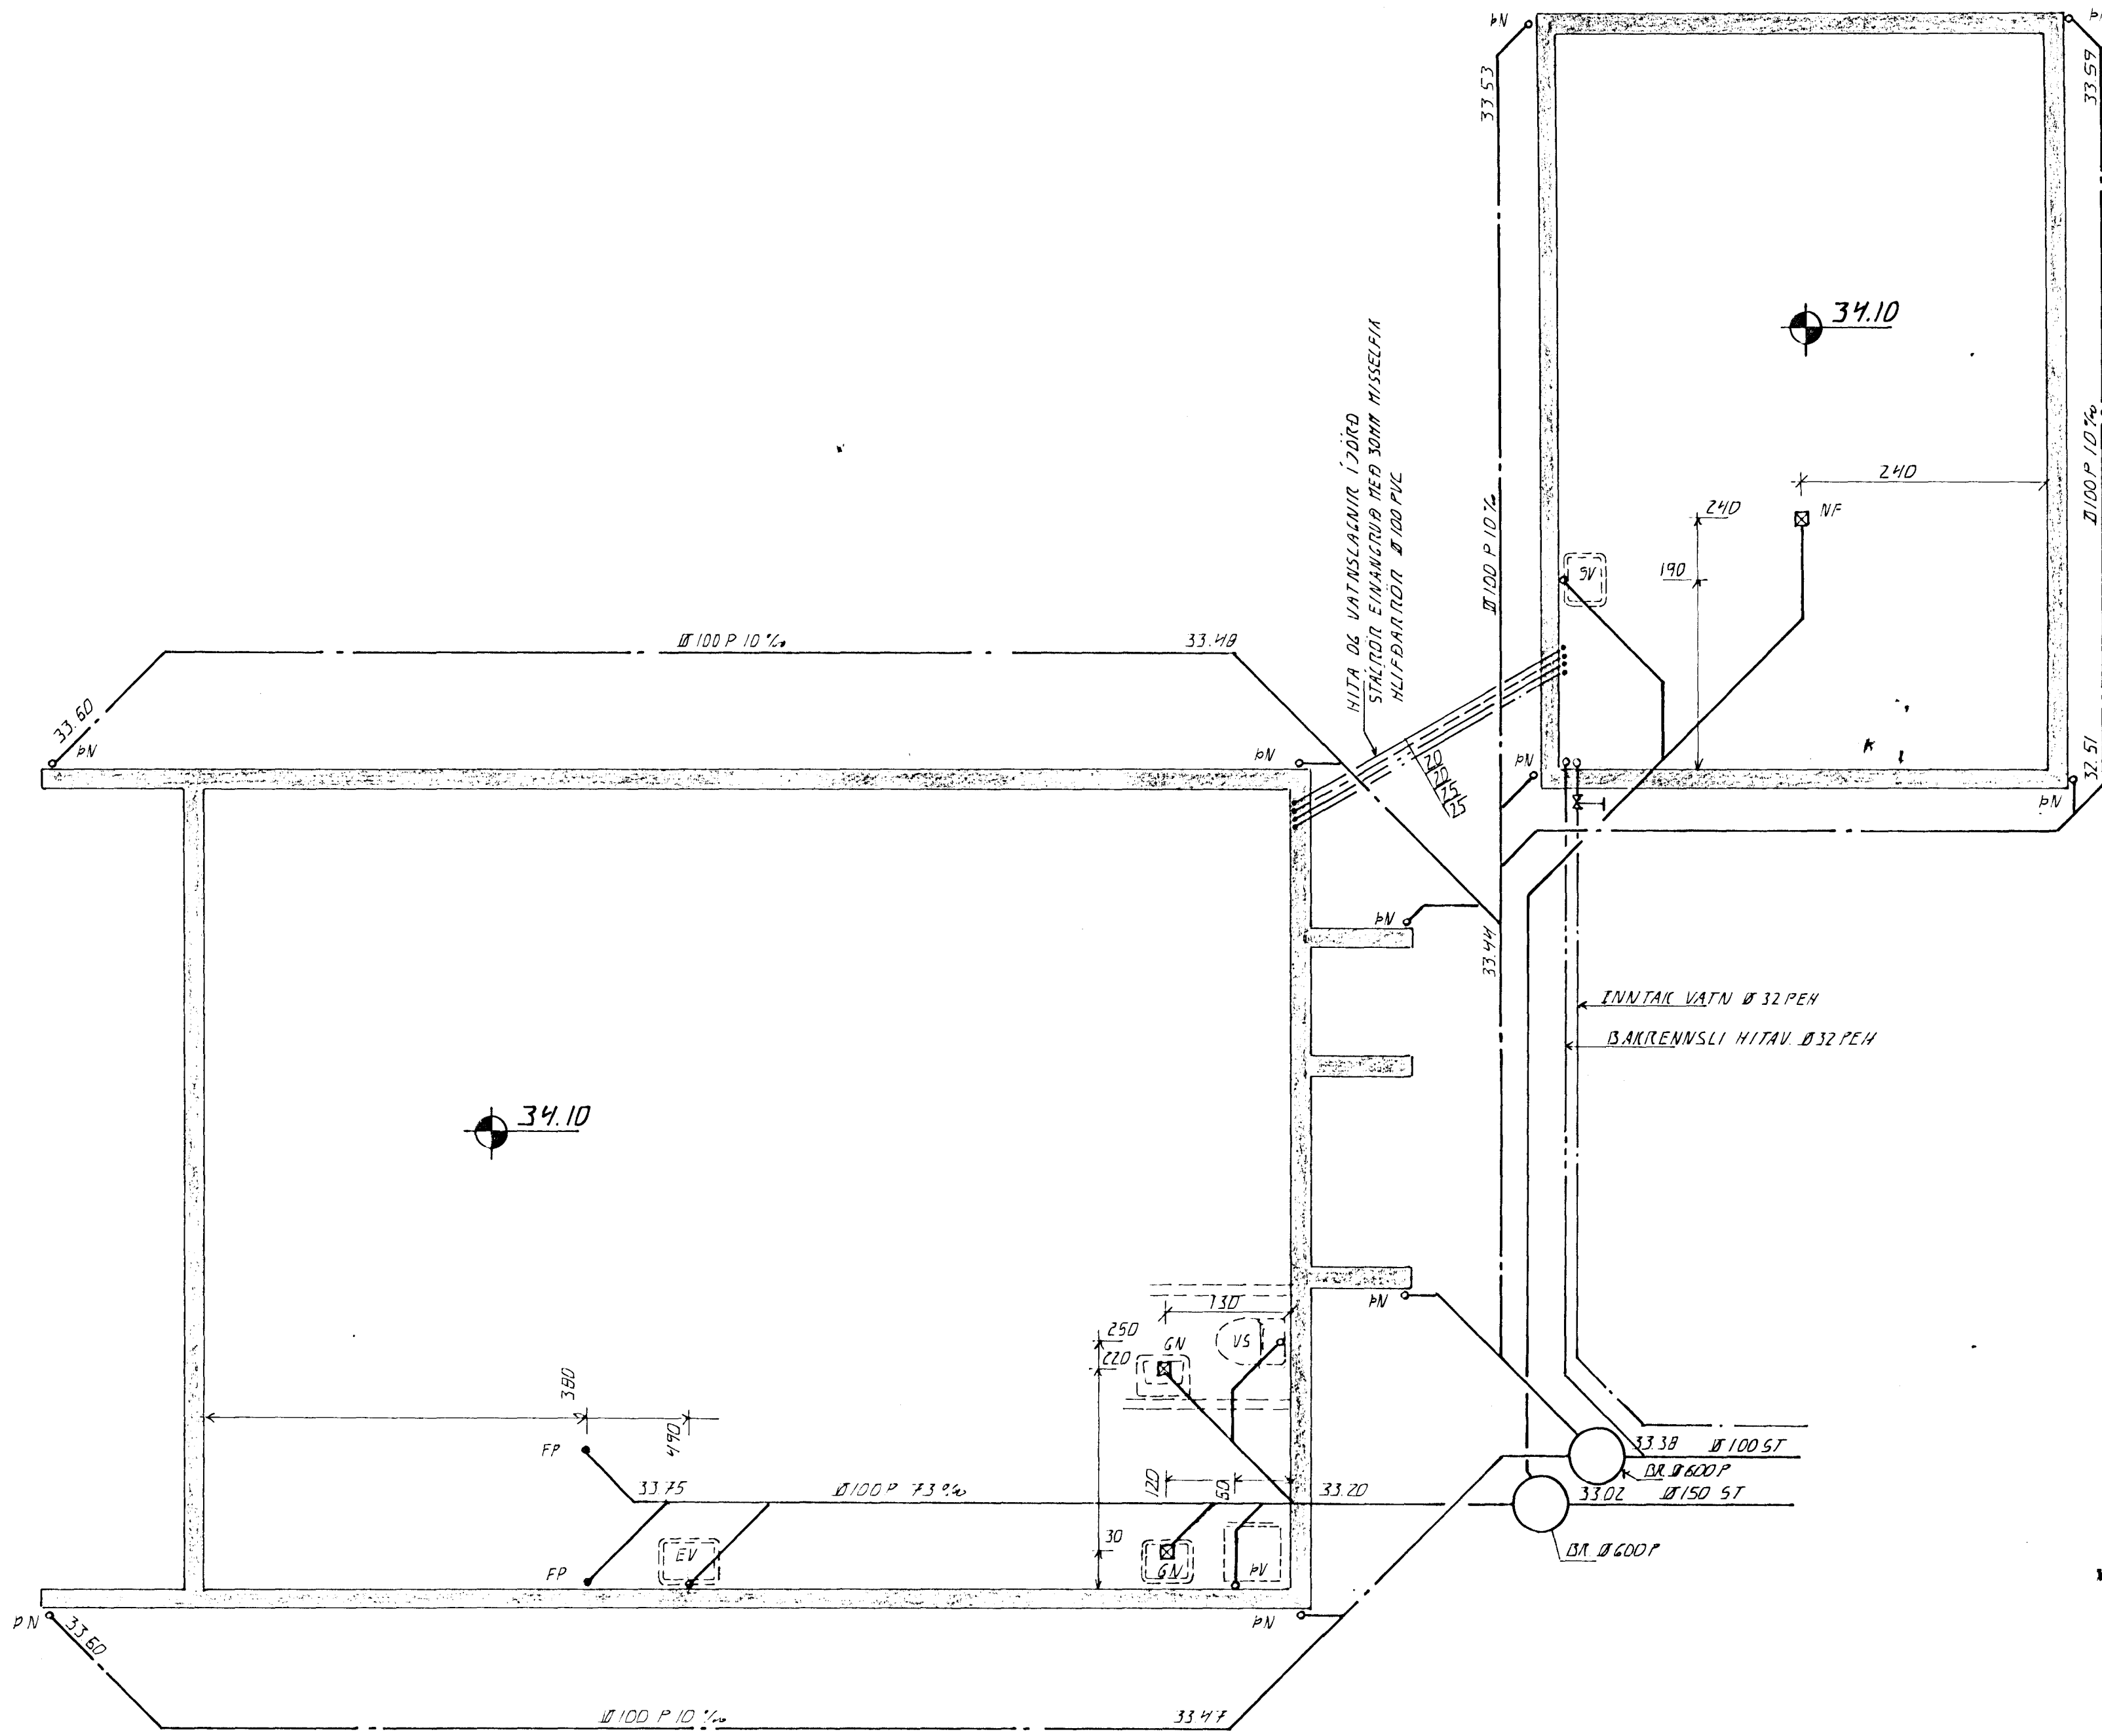 ÞN
33.53
33.59
34.10
Ø100 P 10‰
Ø100 P 10‰
240
240
NF
190
SV
HITA OG VATNSLAGNIR Í JÖRÐ
STÁLRÖR EINANGRUÐ MEÐ 30MM MISSELFIX
HLIFÐARRÖR Ø100 PVC
Ø100 P 10‰
33.48
33.60
ÞN
ÞN
20
20
25
25
ÞN
32.51
ÞN
ÞN
33.44
INNTAK VATN Ø32 PEH
BAKRENNSLI HITAV. Ø32 PEH
34.10
130
ÞN
250
GN
VS
220
380
490
FP
33.75
Ø100 P 73‰
120
50
33.20
33.38 Ø100 ST
BR Ø600 P
33.02 Ø150 ST
BR Ø600 P
30
FP
EV
GN
ÞV
ÞN
33.60
ÞN
Ø100 P 10‰
33.47